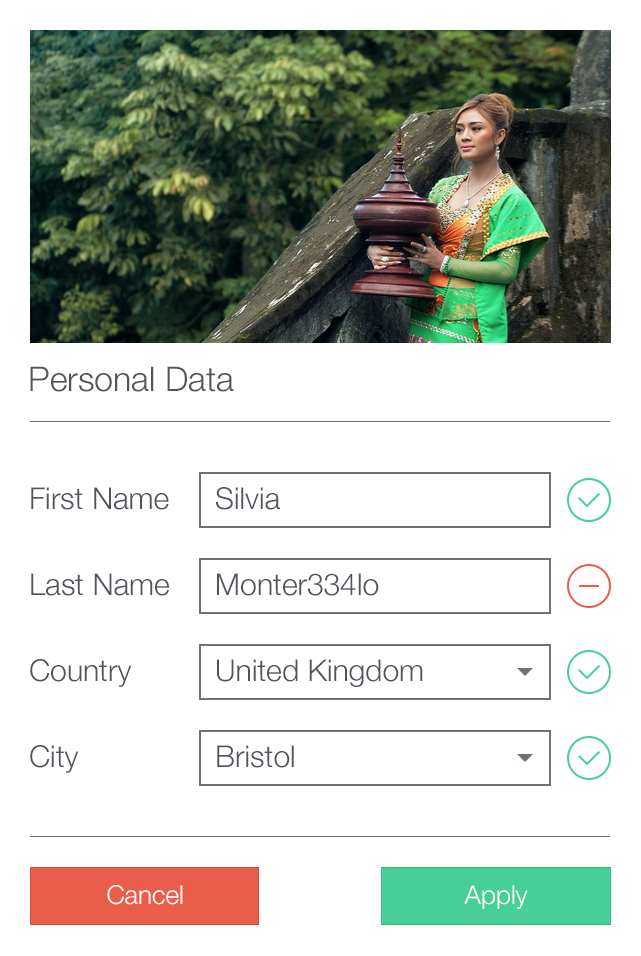 Personal Data
First Name Silvia
Last Name Monter334lo
Country United Kingdom
City Bristol
Cancel Apply